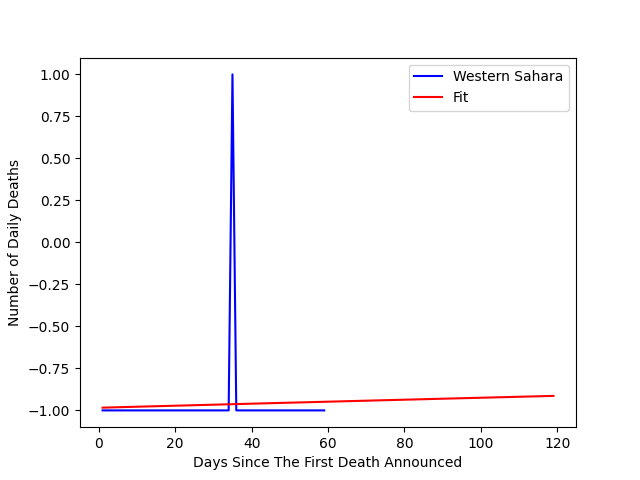 Western Sahara
Fit
Number of Daily Deaths
1.00
0.75
0.50
0.25
0.00
−0.25
−0.50
−0.75
−1.00
0 20 40 60 80 100 120
Days Since The First Death Announced